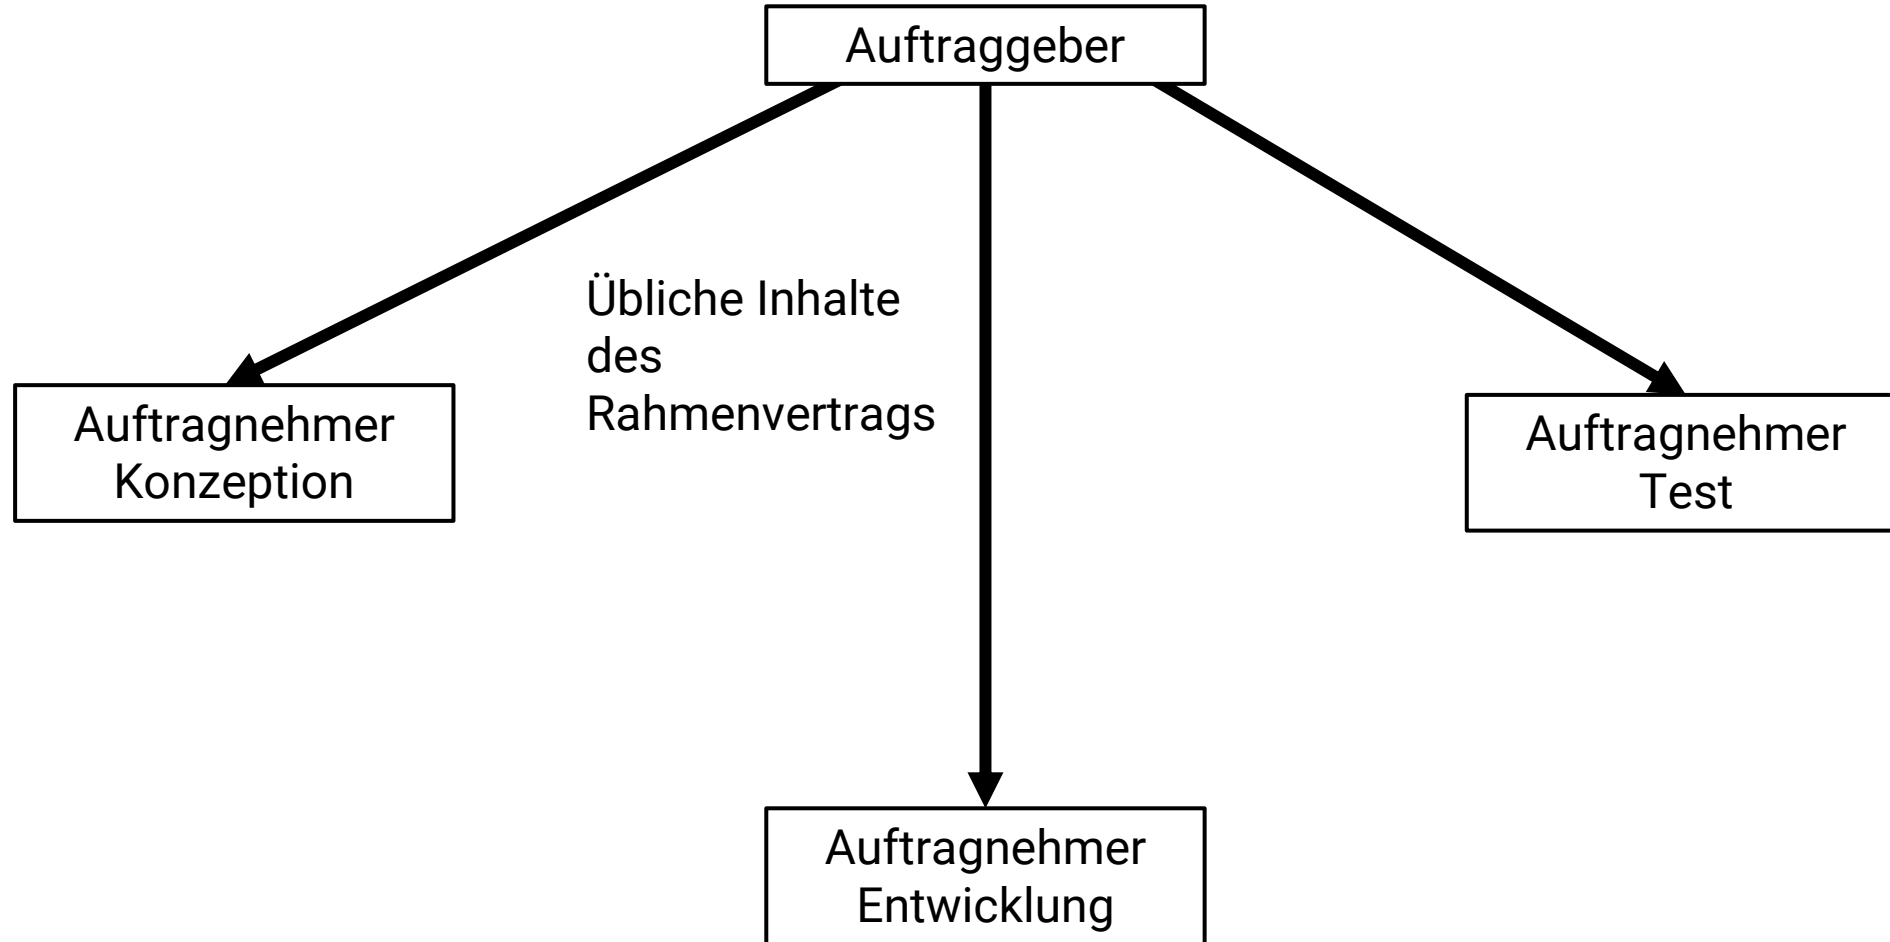 Auftraggeber
Übliche Inhalte
des
Rahmenvertrags
Auftragnehmer
Konzeption
Auftragnehmer
Test
Auftragnehmer
Entwicklung